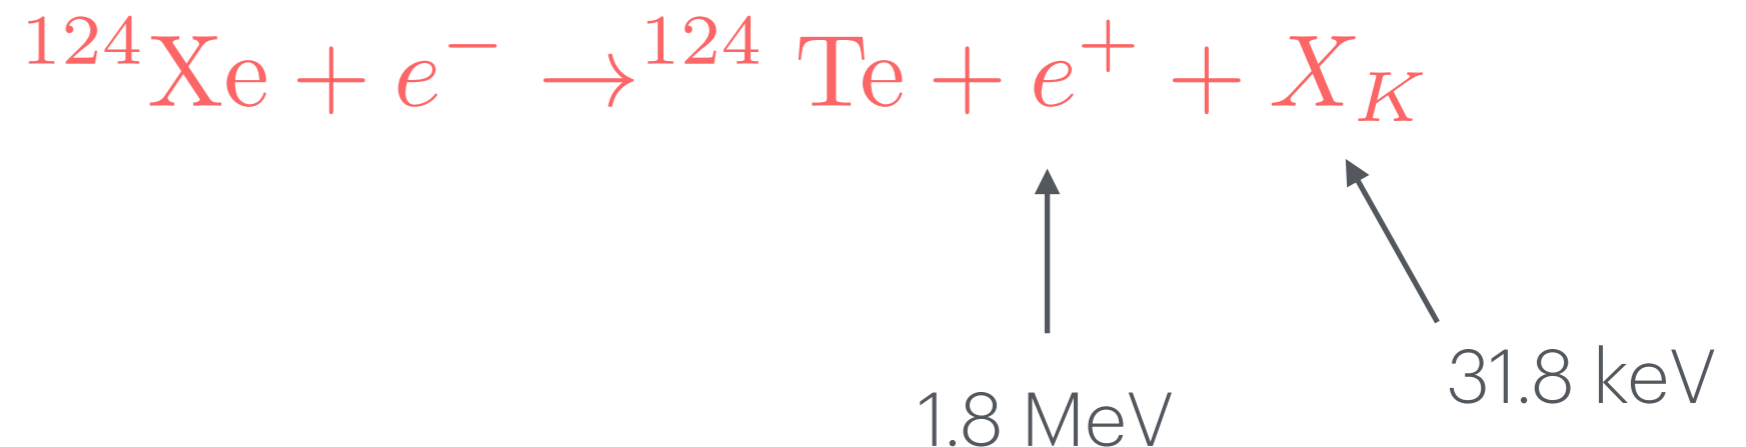 ¹²⁴Xe + e⁻ → ¹²⁴ Te + e⁺ + X_K
31.8 keV
1.8 MeV